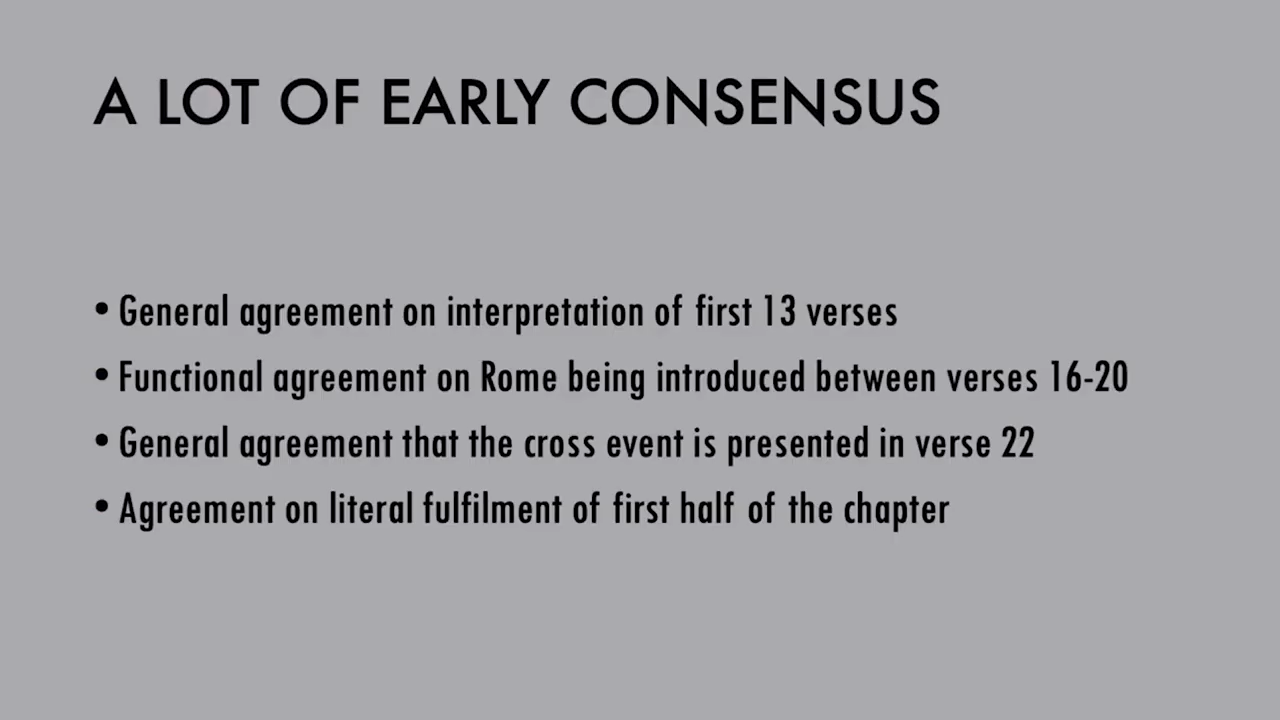 A LOT OF EARLY CONSENSUS
• General agreement on interpretation of first 13 verses
• Functional agreement on Rome being introduced between verses 16-20
• General agreement that the cross event is presented in verse 22
• Agreement on literal fulfilment of first half of the chapter